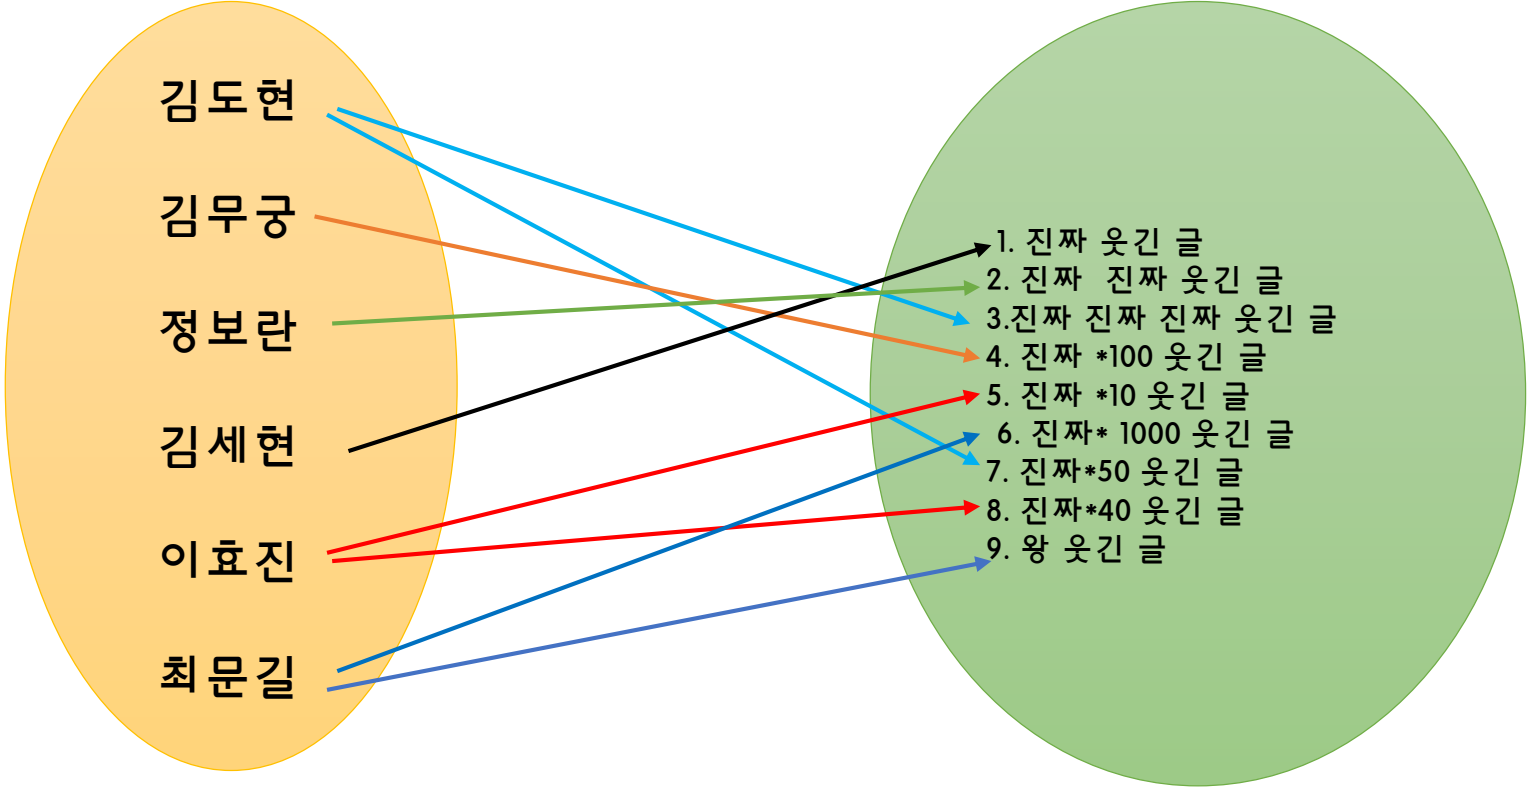 김도현
김무궁
정보란
김세현
이효진
최문길
1. 진짜 웃긴 글
2. 진짜  진짜 웃긴 글
3.진짜 진짜 진짜 웃긴 글
4. 진짜 *100 웃긴 글
5. 진짜 *10 웃긴 글
6. 진짜* 1000 웃긴 글
7. 진짜*50 웃긴 글
8. 진짜*40 웃긴 글
9. 왕 웃긴 글